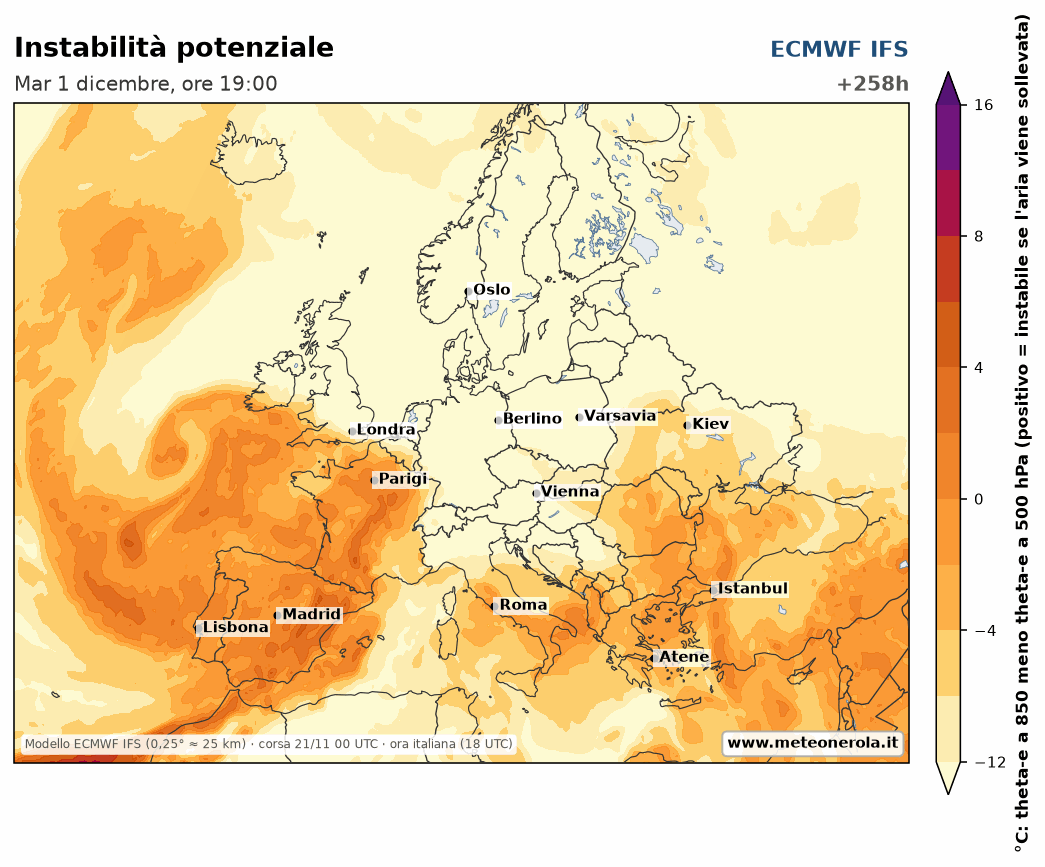 Instabilità potenziale
ECMWF IFS
Mar 1 dicembre, ore 19:00
+258h
Oslo
Berlino
Varsavia
Kiev
Londra
Parigi
Vienna
Istanbul
Roma
Madrid
Lisbona
Atene
Modello ECMWF IFS (0,25° ≈ 25 km) · corsa 21/11 00 UTC · ora italiana (18 UTC)
www.meteonerola.it
16
8
4
0
−4
−12
°C: theta-e a 850 meno theta-e a 500 hPa (positivo = instabile se l'aria viene sollevata)